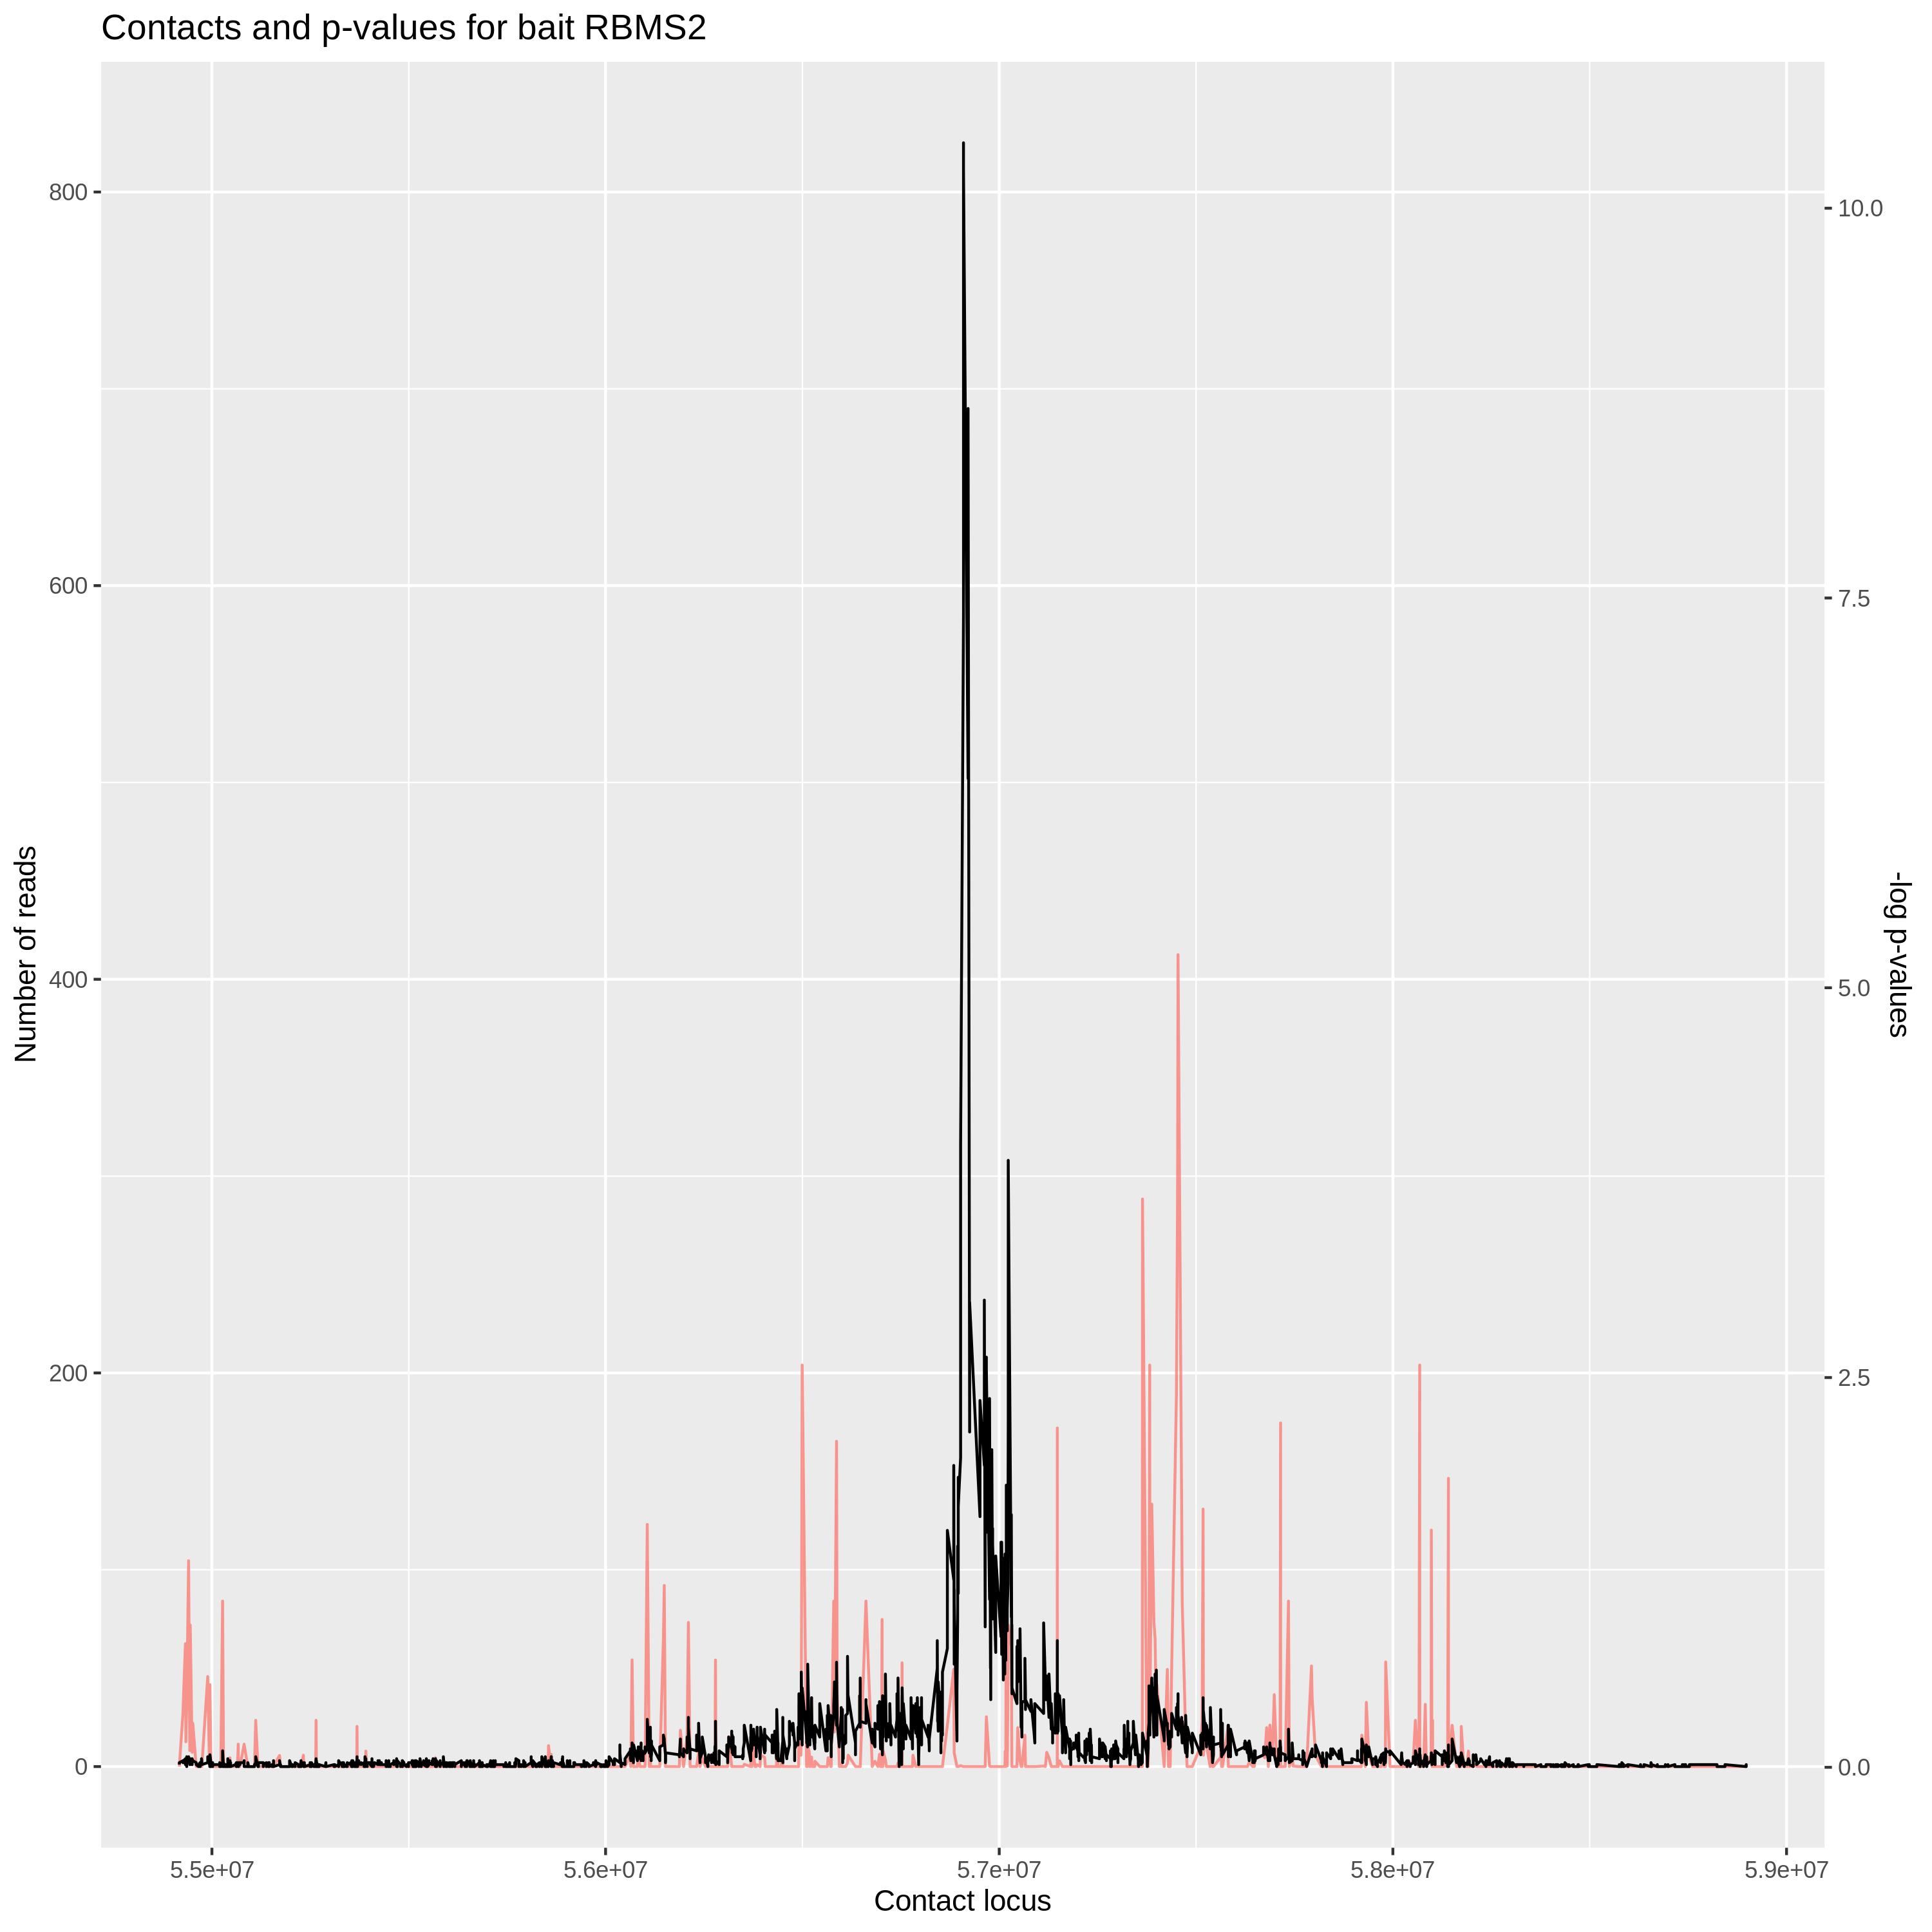 Contacts and p-values for bait RBMS2
800
600
400
200
0
Number of reads
10.0
7.5
5.0
2.5
0.0
-log p-values
5.5e+07
5.6e+07
5.7e+07
5.8e+07
5.9e+07
Contact locus